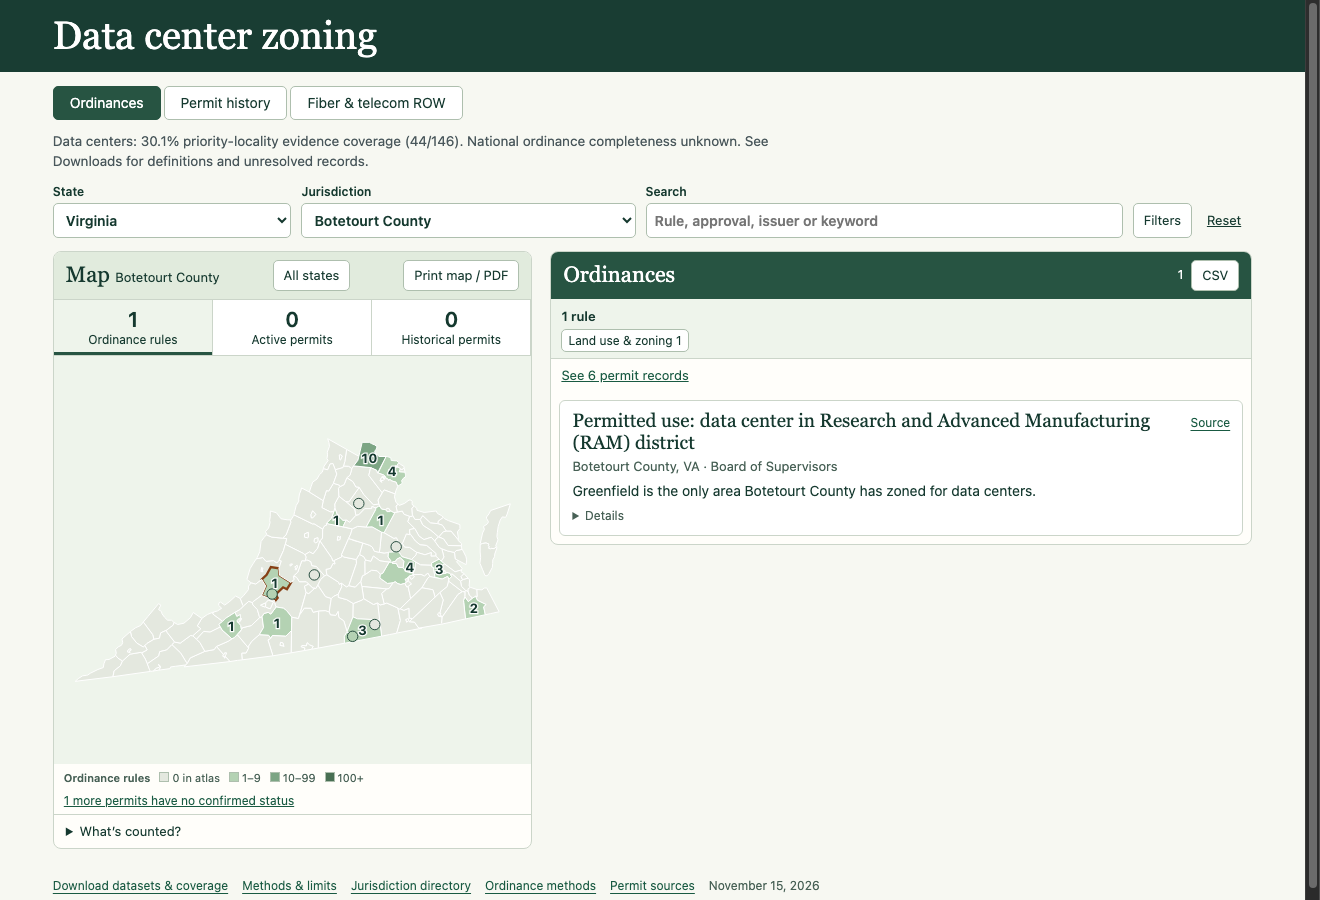 Data center zoning
Ordinances
Permit history
Fiber & telecom ROW
Data centers: 30.1% priority-locality evidence coverage (44/146). National ordinance completeness unknown. See
Downloads for definitions and unresolved records.
State
Jurisdiction
Search
Virginia
Botetourt County
Rule, approval, issuer or keyword
Filters
Reset
Map Botetourt County
All states
Print map / PDF
1
Ordinance rules
0
Active permits
0
Historical permits
10
4
1
1
4
3
1
2
1
1
3
Ordinance rules 0 in atlas 1–9 10–99 100+
1 more permits have no confirmed status
What's counted?
Ordinances
1
CSV
1 rule
Land use & zoning 1
See 6 permit records
Permitted use: data center in Research and Advanced Manufacturing
(RAM) district
Source
Botetourt County, VA · Board of Supervisors
Greenfield is the only area Botetourt County has zoned for data centers.
Details
Download datasets & coverage
Methods & limits
Jurisdiction directory
Ordinance methods
Permit sources
November 15, 2026